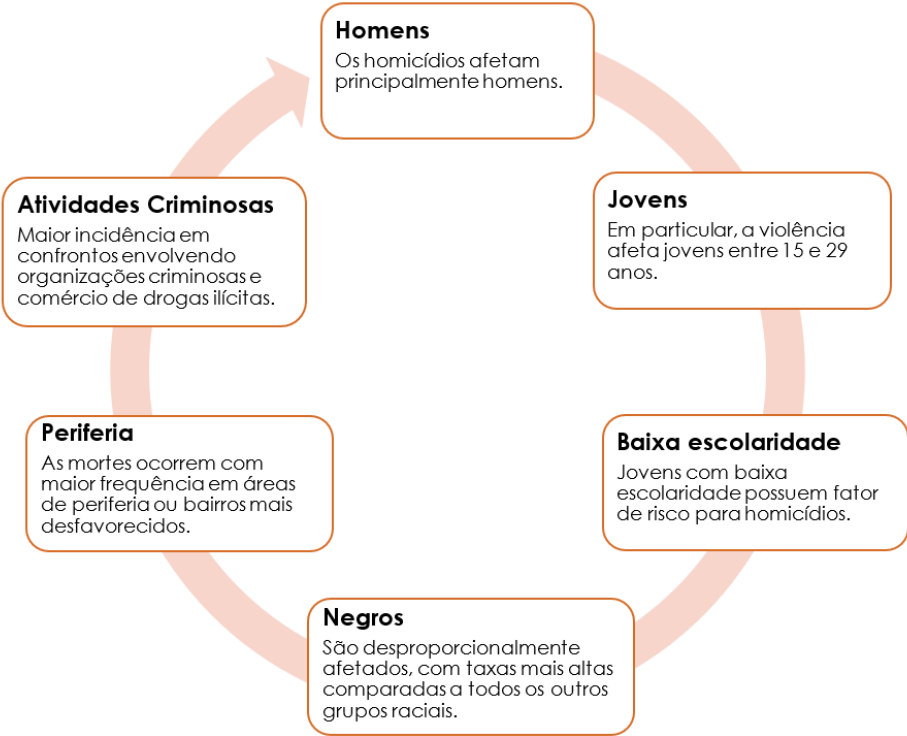 Homens
Os homicídios afetam
principalmente homens.
Jovens
Em particular, a violência
afeta jovens entre 15 e 29
anos.
Baixa escolaridade
Jovens com baixa
escolaridade possuem fator
de risco para homicídios.
Negros
São desproporcionalmente
afetados, com taxas mais altas
comparadas a todos os outros
grupos raciais.
Periferia
As mortes ocorrem com
maior frequência em áreas
de periferia ou bairros mais
desfavorecidos.
Atividades Criminosas
Maior incidência em
confrontos envolvendo
organizações criminosas e
comércio de drogas ilícitas.